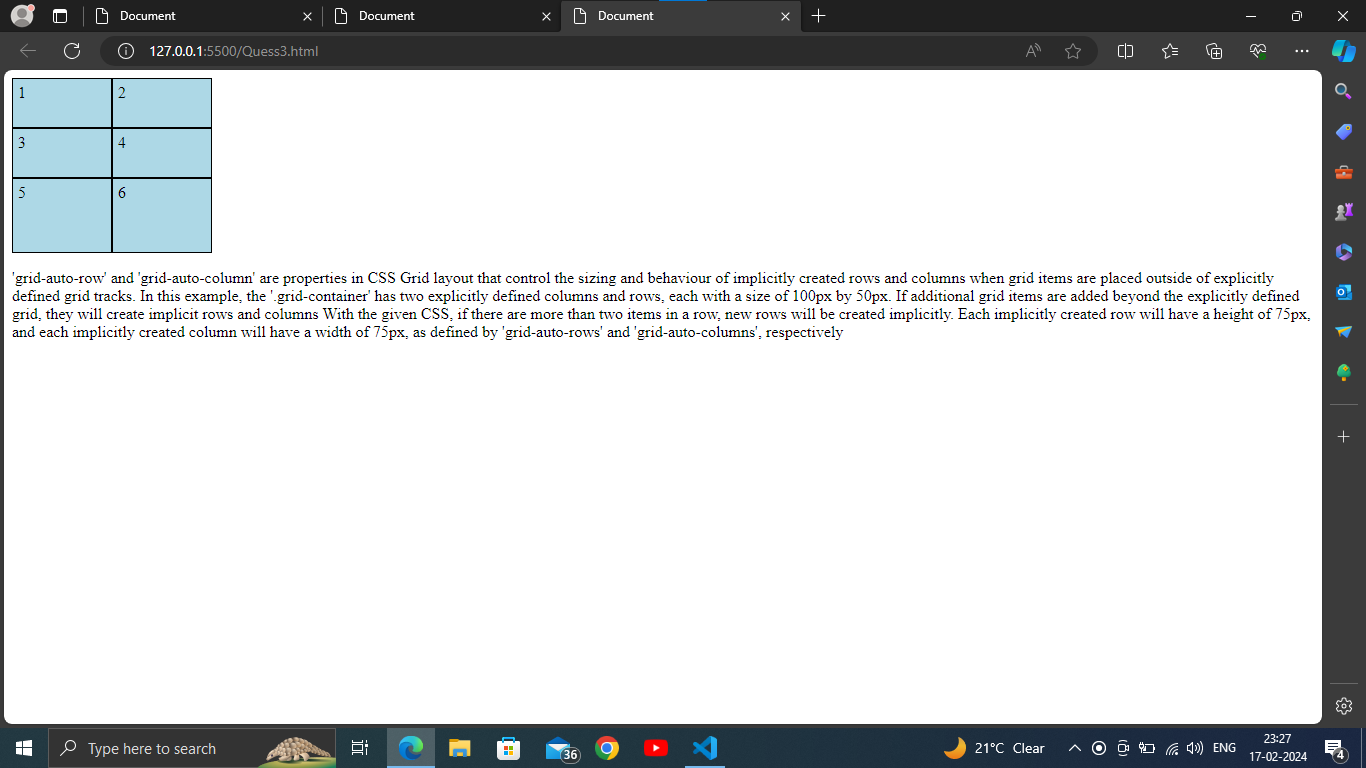 Document
Document
Document
127.0.0.1:5500/Quess3.html
1 2
3 4
5 6
'grid-auto-row' and 'grid-auto-column' are properties in CSS Grid layout that control the sizing and behaviour of implicitly created rows and columns when grid items are placed outside of explicitly
defined grid tracks. In this example, the '.grid-container' has two explicitly defined columns and rows, each with a size of 100px by 50px. If additional grid items are added beyond the explicitly defined
grid, they will create implicit rows and columns With the given CSS, if there are more than two items in a row, new rows will be created implicitly. Each implicitly created row will have a height of 75px,
and each implicitly created column will have a width of 75px, as defined by 'grid-auto-rows' and 'grid-auto-columns', respectively
Type here to search
36
21°C Clear
ENG
23:27
17-02-2024
4